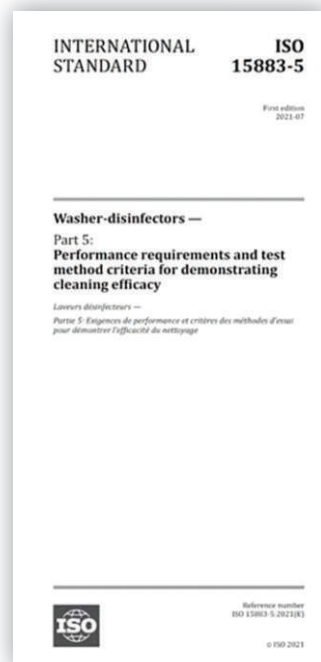 INTERNATIONAL
STANDARD
ISO
15883-5
First edition
2021-07
Washer-disinfectors —
Part 5:
Performance requirements and test
method criteria for demonstrating
cleaning efficacy
Laveurs désinfecteurs —
Partie 5: Exigences de performance et critères des méthodes d'essai
pour démontrer l'efficacité du nettoyage
ISO
Reference number
ISO 15883-5:2021(E)
© ISO 2021